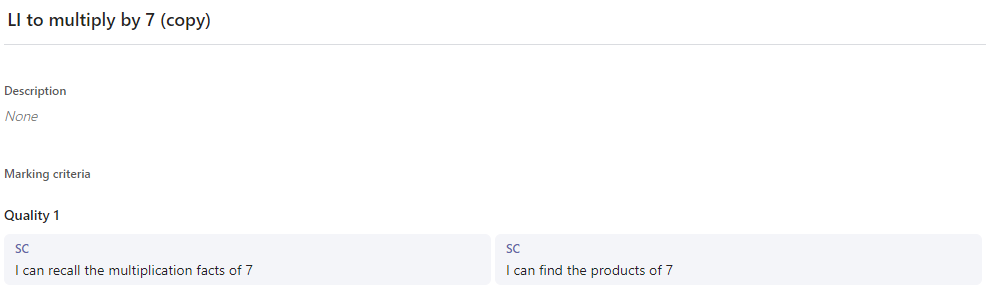 LI to multiply by 7 (copy)
Description
None
Marking criteria
Quality 1
SC
I can recall the multiplication facts of 7
SC
I can find the products of 7